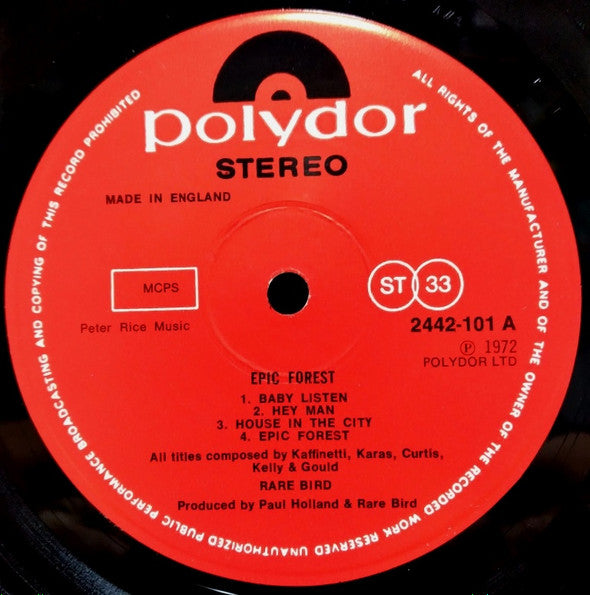 polydor
STEREO
MADE IN ENGLAND
MCPS
Peter Rice Music
ST 33
2442-101 A
Ⓟ 1972
POLYDOR LTD
EPIC FOREST
1. BABY LISTEN
2. HEY MAN
3. HOUSE IN THE CITY
4. EPIC FOREST
All titles composed by Kaffinetti, Karas, Curtis,
Kelly & Gould
RARE BIRD
Produced by Paul Holland & Rare Bird
ALL RIGHTS OF THE MANUFACTURER AND OF THE OWNER OF THE RECORDED WORK RESERVED UNAUTHORIZED PUBLIC PERFORMANCE BROADCASTING AND COPYING OF THIS RECORD PROHIBITED